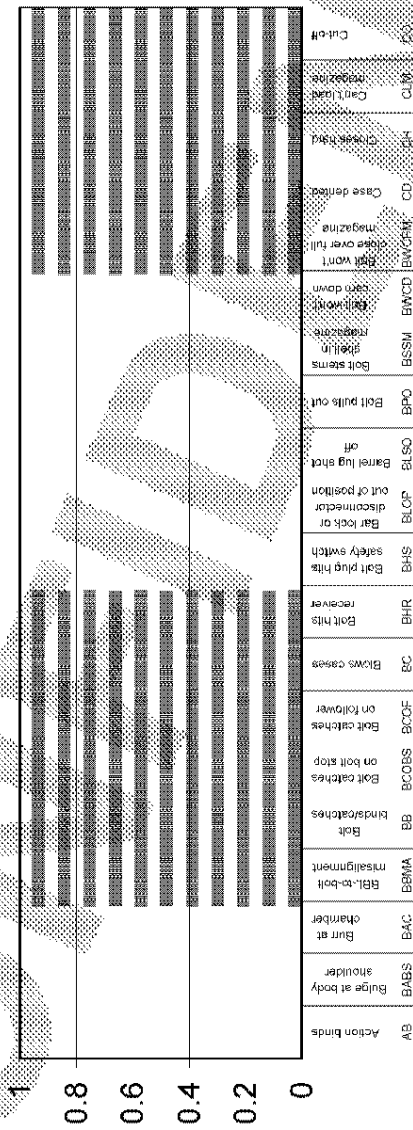 1
0.8
0.6
0.4
0.2
0
Action binds
AB
Bulge at body
shoulder
BABS
Burr at
chamber
BAC
BBL-to-bolt
misalignment
BBMA
Bolt
binds/catches
BB
Bolt catches
on bolt stop
BCOBS
Bolt catches
on follower
BCOF
Blows cases
BC
Bolt hits
receiver
BHR
Bolt plug hits
safety switch
BHS
Bar lock or
disconnector
out of position
BLOP
Barrel lug shot
off
BLSO
Bolt pulls out
BPO
Bolt stems
shell in
magazine
BSSM
Bolt won't
cam down
BWCD
Bolt won't
close over full
magazine
BWCFM
Case dented
CD
Closes hard
CH
Can't load
magazine
CLM
Cut-off
CO